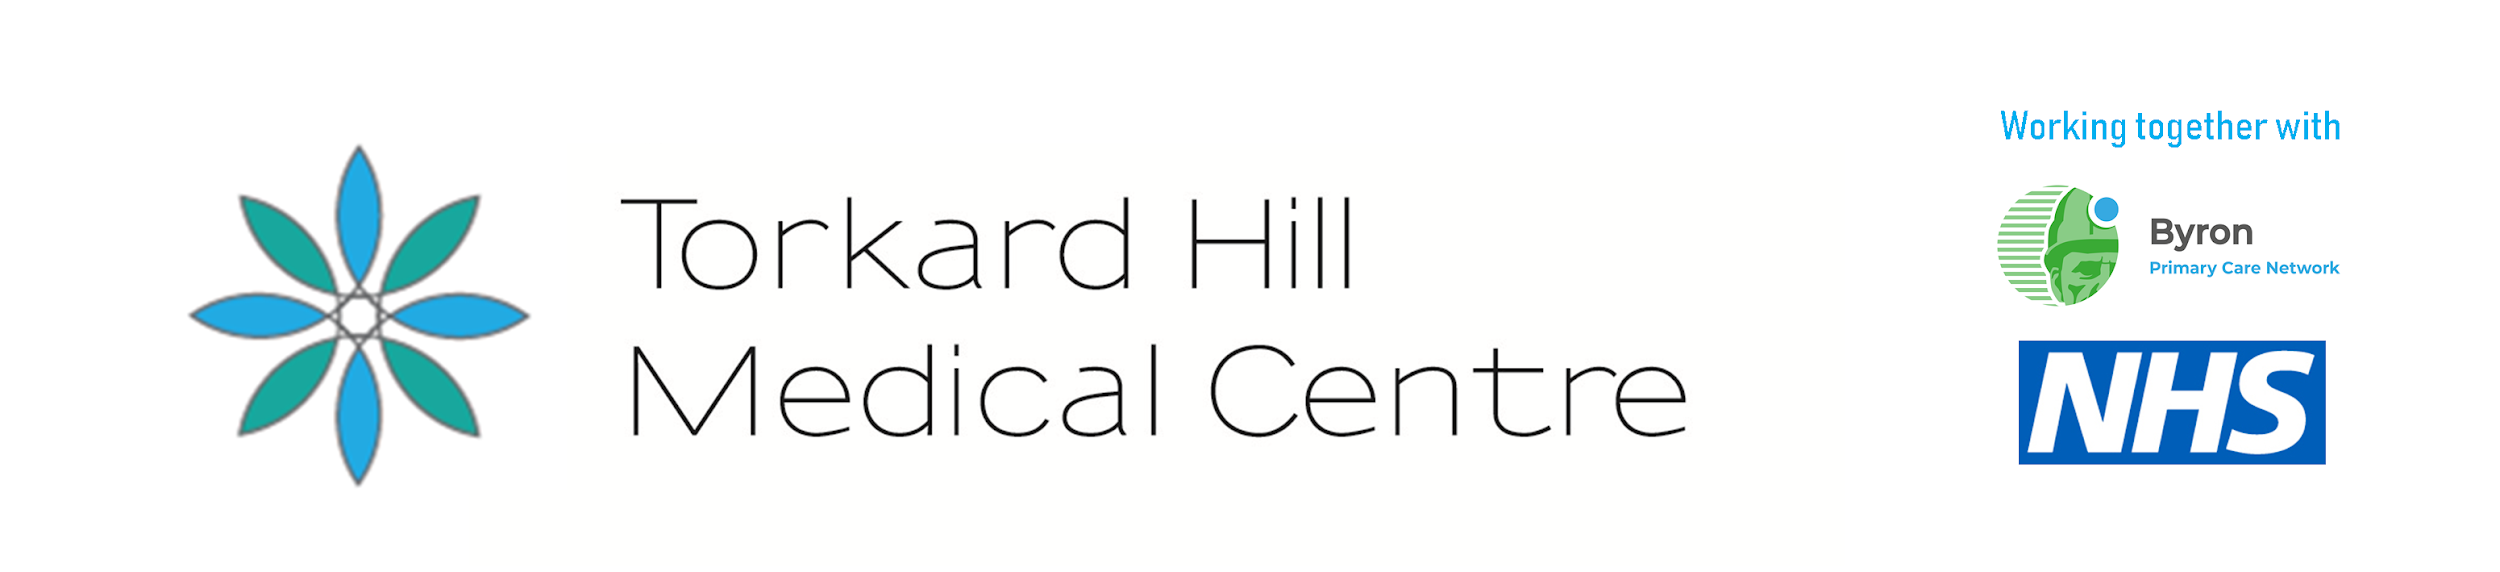 Torkard Hill
Medical Centre
Working together with
Byron
Primary Care Network
NHS